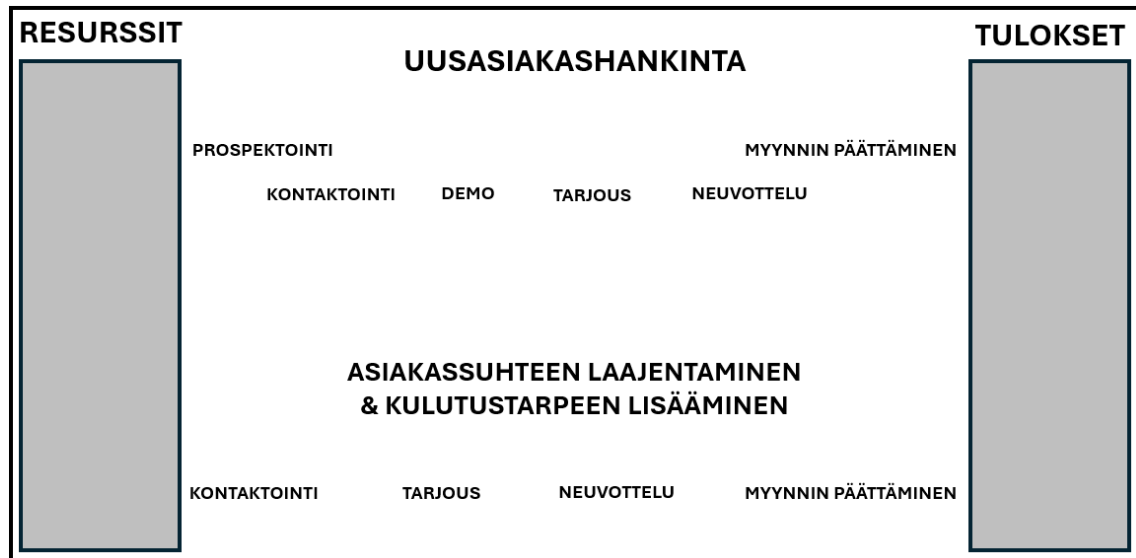 RESURSSIT
TULOKSET
UUSASIAKASHANKINTA
PROSPEKTOINTI
MYYNNIN PÄÄTTÄMINEN
KONTAKTOINTI DEMO TARJOUS NEUVOTTELU
ASIAKASSUHTEEN LAAJENTAMINEN
& KULUTUSTARPEEN LISÄÄMINEN
KONTAKTOINTI TARJOUS NEUVOTTELU MYYNNIN PÄÄTTÄMINEN